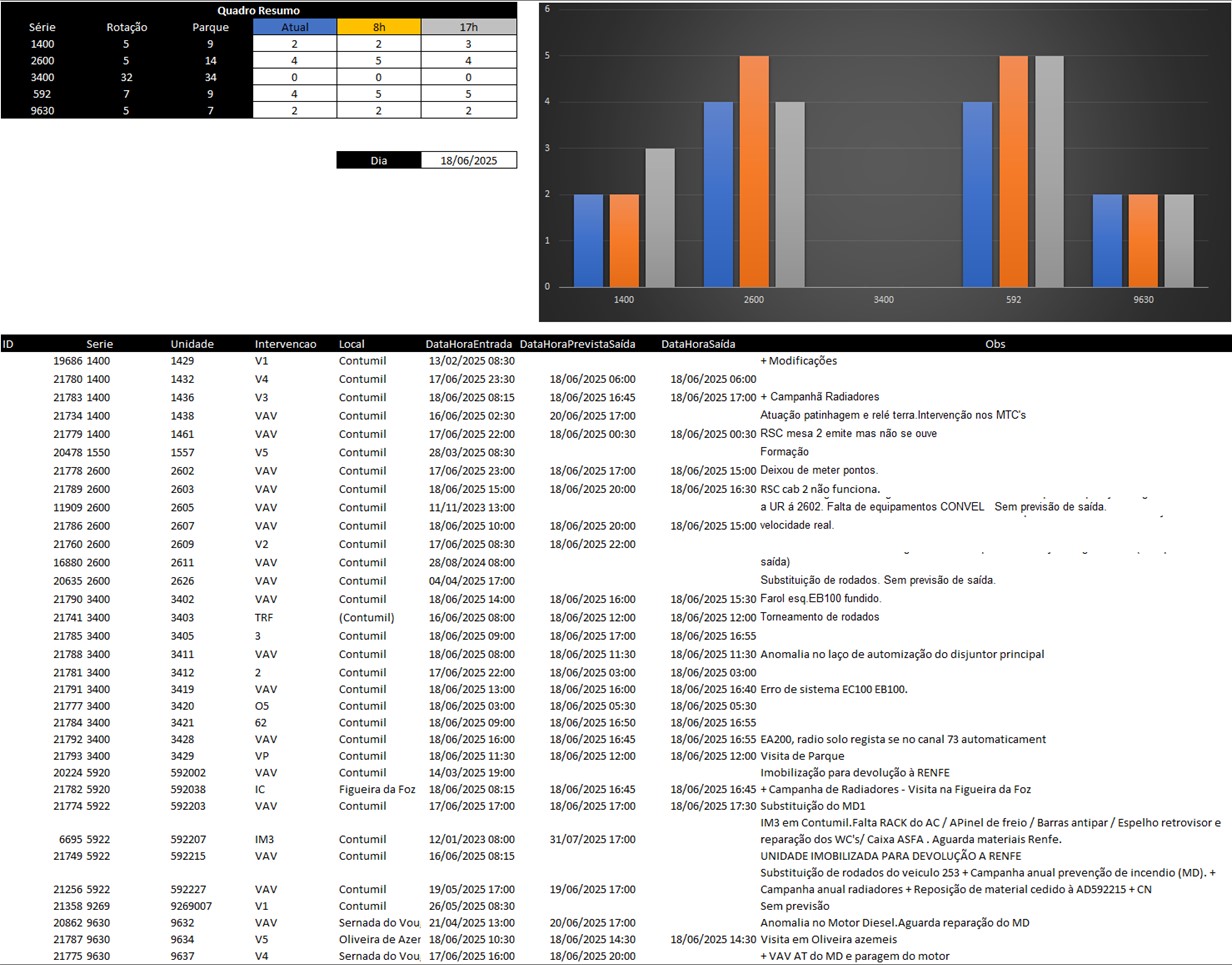 Quadro Resumo
Série Rotação Parque Atual 8h 17h
1400 5 9 2 2 3
2600 5 14 4 5 4
3400 32 34 0 0 0
592 7 9 4 5 5
9630 5 7 2 2 2
Dia 18/06/2025
6
5
4
3
2
1
0
1400 2600 3400 592 9630
ID Serie Unidade Intervencao Local DataHoraEntrada DataHoraPrevistaSaída DataHoraSaída Obs
19686 1400 1429 V1 Contumil 13/02/2025 08:30 + Modificações
21780 1400 1432 V4 Contumil 17/06/2025 23:30 18/06/2025 06:00 18/06/2025 06:00
21783 1400 1436 V3 Contumil 18/06/2025 08:15 18/06/2025 16:45 18/06/2025 17:00 + Campanhã Radiadores
21734 1400 1438 VAV Contumil 16/06/2025 02:30 20/06/2025 17:00 Atuação patinhagem e relé terra.Intervenção nos MTC's
21779 1400 1461 VAV Contumil 17/06/2025 22:00 18/06/2025 00:30 18/06/2025 00:30 RSC mesa 2 emite mas não se ouve
20478 1550 1557 V5 Contumil 28/03/2025 08:30 Formação
21778 2600 2602 VAV Contumil 17/06/2025 23:00 18/06/2025 17:00 18/06/2025 15:00 Deixou de meter pontos.
21789 2600 2603 VAV Contumil 18/06/2025 15:00 18/06/2025 20:00 18/06/2025 16:30 RSC cab 2 não funciona.
11909 2600 2605 VAV Contumil 11/11/2023 13:00 a UR á 2602. Falta de equipamentos CONVEL Sem previsão de saída.
21786 2600 2607 VAV Contumil 18/06/2025 10:00 18/06/2025 20:00 18/06/2025 15:00 velocidade real.
21760 2600 2609 V2 Contumil 17/06/2025 08:30 18/06/2025 22:00
16880 2600 2611 VAV Contumil 28/08/2024 08:00 saída)
20635 2600 2626 VAV Contumil 04/04/2025 17:00 Substituição de rodados. Sem previsão de saída.
21790 3400 3402 VAV Contumil 18/06/2025 14:00 18/06/2025 16:00 18/06/2025 15:30 Farol esq.EB100 fundido.
21741 3400 3403 TRF (Contumil) 16/06/2025 08:00 18/06/2025 12:00 18/06/2025 12:00 Torneamento de rodados
21785 3400 3405 3 Contumil 18/06/2025 09:00 18/06/2025 17:00 18/06/2025 16:55
21788 3400 3411 VAV Contumil 18/06/2025 08:00 18/06/2025 11:30 18/06/2025 11:30 Anomalia no laço de automização do disjuntor principal
21781 3400 3412 2 Contumil 17/06/2025 22:00 18/06/2025 03:00 18/06/2025 03:00
21791 3400 3419 VAV Contumil 18/06/2025 13:00 18/06/2025 16:00 18/06/2025 16:40 Erro de sistema EC100 EB100.
21777 3400 3420 O5 Contumil 18/06/2025 03:00 18/06/2025 05:30 18/06/2025 05:30
21784 3400 3421 62 Contumil 18/06/2025 09:00 18/06/2025 16:50 18/06/2025 16:55
21792 3400 3428 VAV Contumil 18/06/2025 16:00 18/06/2025 16:45 18/06/2025 16:55 EA200, radio solo regista se no canal 73 automaticament
21793 3400 3429 VP Contumil 18/06/2025 11:30 18/06/2025 12:00 18/06/2025 12:00 Visita de Parque
20224 5920 592002 VAV Contumil 14/03/2025 19:00 Imobilização para devolução à RENFE
21782 5920 592038 IC Figueira da Foz 18/06/2025 08:15 18/06/2025 16:45 18/06/2025 16:45 + Campanha de Radiadores - Visita na Figueira da Foz
21774 5922 592203 VAV Contumil 17/06/2025 17:00 18/06/2025 17:00 18/06/2025 17:30 Substituição do MD1
IM3 em Contumil.Falta RACK do AC / APinel de freio / Barras antipar / Espelho retrovisor e
6695 5922 592207 IM3 Contumil 12/01/2023 08:00 31/07/2025 17:00 reparação dos WC's/ Caixa ASFA . Aguarda materiais Renfe.
21749 5922 592215 VAV Contumil 16/06/2025 08:15 UNIDADE IMOBILIZADA PARA DEVOLUÇÃO A RENFE
Substituição de rodados do veiculo 253 + Campanha anual prevenção de incendio (MD). +
21256 5922 592227 VAV Contumil 19/05/2025 17:00 19/06/2025 17:00 Campanha anual radiadores + Reposição de material cedido à AD592215 + CN
21358 9269 9269007 V1 Contumil 26/05/2025 08:30 Sem previsão
20862 9630 9632 VAV Sernada do Vou, 21/04/2025 13:00 20/06/2025 17:00 Anomalia no Motor Diesel.Aguarda reparação do MD
21787 9630 9634 V5 Oliveira de Azer 18/06/2025 10:30 18/06/2025 14:30 18/06/2025 14:30 Visita em Oliveira azemeis
21775 9630 9637 V4 Sernada do Vou, 17/06/2025 16:00 18/06/2025 20:00 + VAV AT do MD e paragem do motor